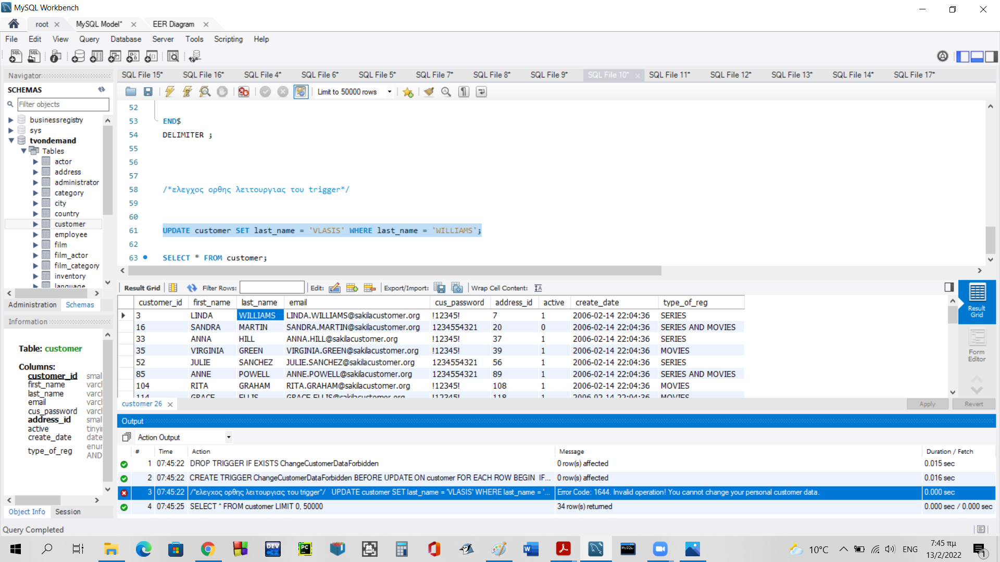 MySQL Workbench
root
MySQL Model*
EER Diagram
File Edit View Query Database Server Tools Scripting Help
Navigator
SCHEMAS
Filter objects
businessregistry
sys
tvondemand
Tables
actor
address
administrator
category
city
country
customer
employee
film
film_actor
film_category
inventory
language
Administration Schemas
Information
Table: customer
Columns:
customer_id smal
first_name varcl
last_name varcl
email varcl
cus_password varcl
address_id smal
active tinyi
create_date date
type_of_reg enur
AND
Object Info Session
SQL File 15* SQL File 16* SQL File 4* SQL File 6* SQL File 5* SQL File 7* SQL File 8* SQL File 9* SQL File 10* SQL File 11* SQL File 12* SQL File 13* SQL File 14* SQL File 17*
Limit to 50000 rows
52
53 END$
54 DELIMITER ;
55
56
57
58 /*ελεγχος ορθης λειτουργιας του trigger*/
59
60
61 UPDATE customer SET last_name = 'VLASIS' WHERE last_name = 'WILLIAMS';
62
63 SELECT * FROM customer;
Result Grid Filter Rows: Edit: Export/Import: Wrap Cell Content:
customer_id first_name last_name email cus_password address_id active create_date type_of_reg
3 LINDA WILLIAMS LINDA.WILLIAMS@sakilacustomer.org !12345! 7 1 2006-02-14 22:04:36 SERIES
16 SANDRA MARTIN SANDRA.MARTIN@sakilacustomer.org 1234554321 20 0 2006-02-14 22:04:36 SERIES AND MOVIES
33 ANNA HILL ANNA.HILL@sakilacustomer.org !12345! 37 1 2006-02-14 22:04:36 SERIES
35 VIRGINIA GREEN VIRGINIA.GREEN@sakilacustomer.org !12345! 39 1 2006-02-14 22:04:36 MOVIES
52 JULIE SANCHEZ JULIE.SANCHEZ@sakilacustomer.org 1234554321 56 1 2006-02-14 22:04:36 SERIES
85 ANNE POWELL ANNE.POWELL@sakilacustomer.org 1234554321 89 1 2006-02-14 22:04:36 SERIES AND MOVIES
104 RITA GRAHAM RITA.GRAHAM@sakilacustomer.org !12345! 108 1 2006-02-14 22:04:36 MOVIES
114 GRACE ELLIS GRACE.ELLIS@sakilacustomer.org !12345! 118 1 2006-02-14 22:04:36 MOVIES
Result
Grid
Form
Editor
customer 26
Apply Revert
Output
Action Output
# Time Action Message Duration / Fetch
1 07:45:22 DROP TRIGGER IF EXISTS ChangeCustomerDataForbidden 0 row(s) affected 0.015 sec
2 07:45:22 CREATE TRIGGER ChangeCustomerDataForbidden BEFORE UPDATE ON customer FOR EACH ROW BEGIN IF... 0 row(s) affected 0.016 sec
3 07:45:22 /*ελεγχος ορθης λειτουργιας του trigger*/ UPDATE customer SET last_name = 'VLASIS' WHERE last_name = '... Error Code: 1644. Invalid operation! You cannot change your personal customer data. 0.000 sec
4 07:45:25 SELECT * FROM customer LIMIT 0, 50000 34 row(s) returned 0.000 sec / 0.000 sec
Query Completed
10°C
ENG
7:45 πμ
13/2/2022
1